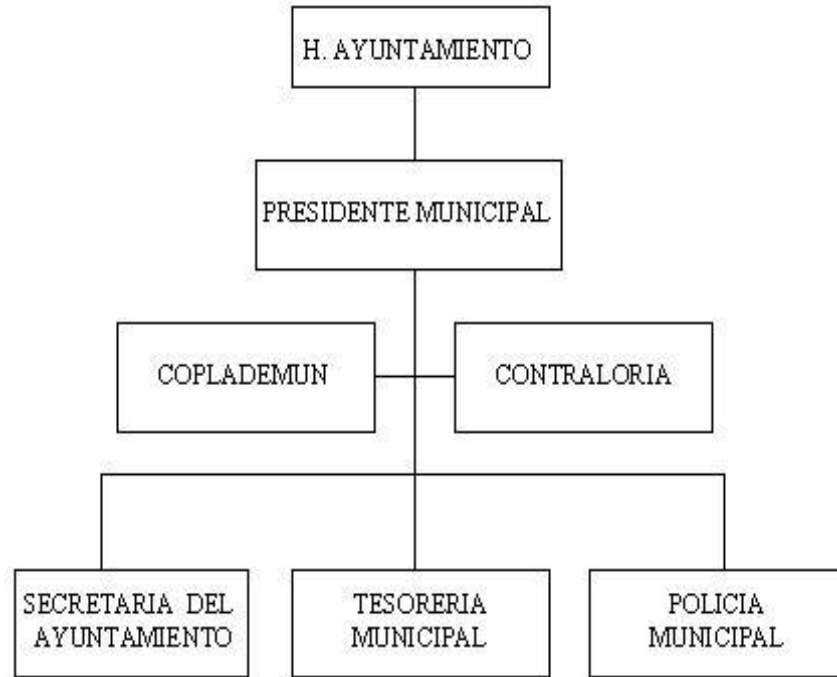 H. AYUNTAMIENTO
PRESIDENTE MUNICIPAL
COPLADEMUN
CONTRALORIA
SECRETARIA DEL
AYUNTAMIENTO
TESORERIA
MUNICIPAL
POLICIA
MUNICIPAL